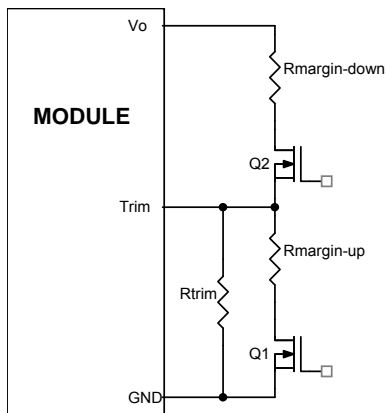 Vo
Rmargin-down
MODULE
Q2
Trim
Rmargin-up
Rtrim
Q1
GND